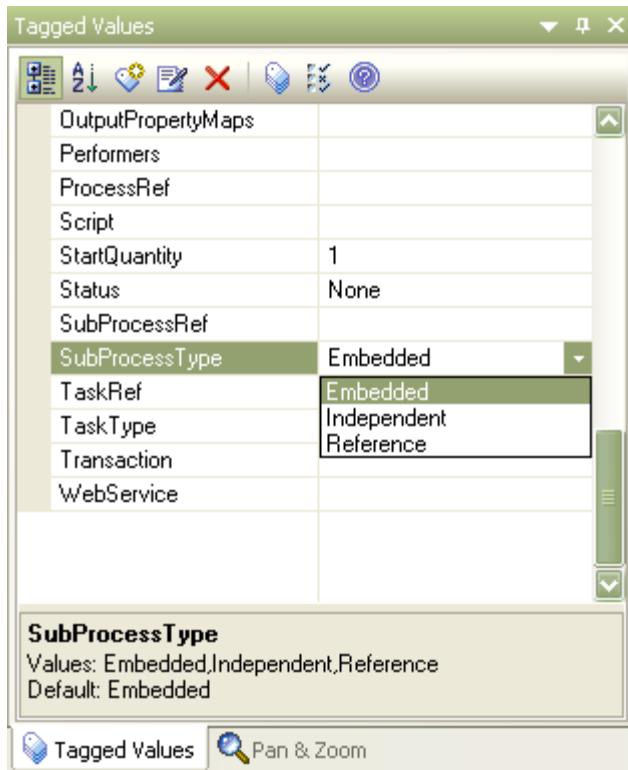 Tagged Values
OutputPropertyMaps
Performers
ProcessRef
Script
StartQuantity 1
Status None
SubProcessRef
SubProcessType Embedded
TaskRef Embedded
TaskType Independent
Reference
Transaction
WebService
SubProcessType
Values: Embedded,Independent,Reference
Default: Embedded
Tagged Values Pan & Zoom